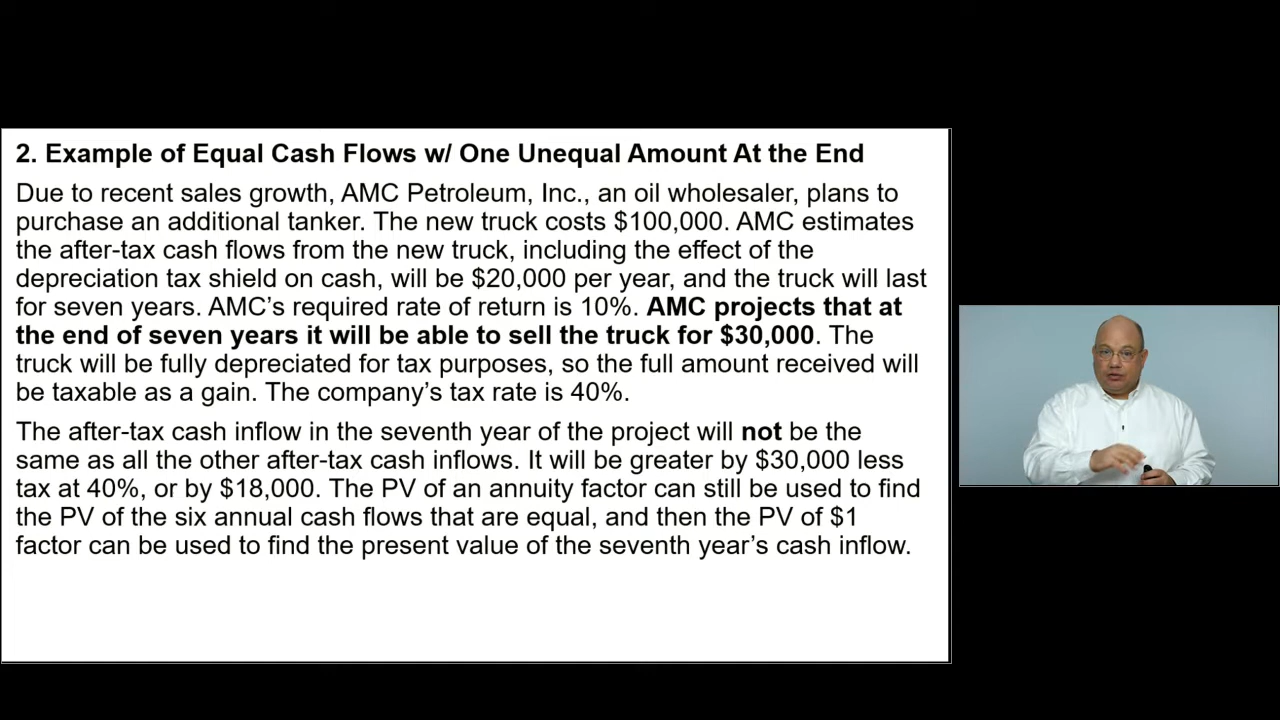 2. Example of Equal Cash Flows w/ One Unequal Amount At the End
Due to recent sales growth, AMC Petroleum, Inc., an oil wholesaler, plans to
purchase an additional tanker. The new truck costs $100,000. AMC estimates
the after-tax cash flows from the new truck, including the effect of the
depreciation tax shield on cash, will be $20,000 per year, and the truck will last
for seven years. AMC’s required rate of return is 10%. AMC projects that at
the end of seven years it will be able to sell the truck for $30,000. The
truck will be fully depreciated for tax purposes, so the full amount received will
be taxable as a gain. The company’s tax rate is 40%.
The after-tax cash inflow in the seventh year of the project will not be the
same as all the other after-tax cash inflows. It will be greater by $30,000 less
tax at 40%, or by $18,000. The PV of an annuity factor can still be used to find
the PV of the six annual cash flows that are equal, and then the PV of $1
factor can be used to find the present value of the seventh year’s cash inflow.